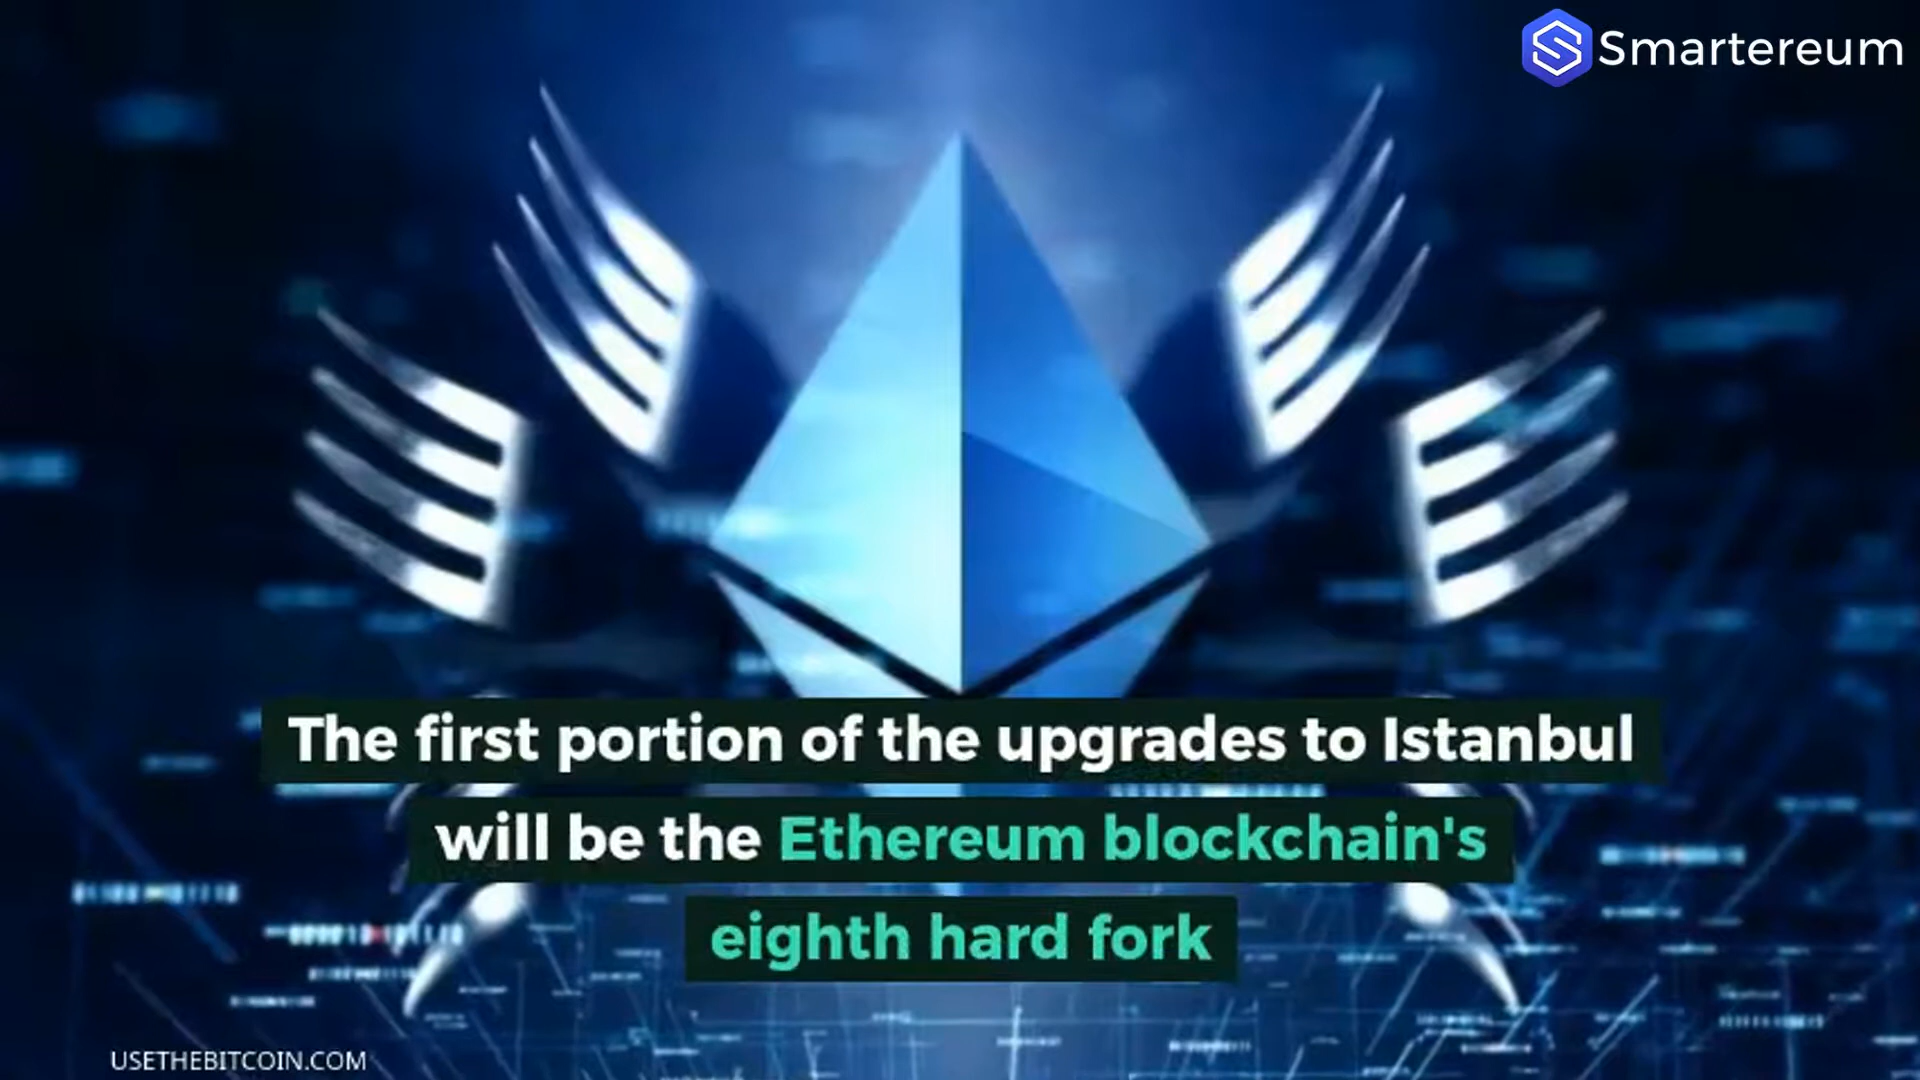 Smartereum
The first portion of the upgrades to Istanbul
will be the Ethereum blockchain's
eighth hard fork
USETHEBITCOIN.COM